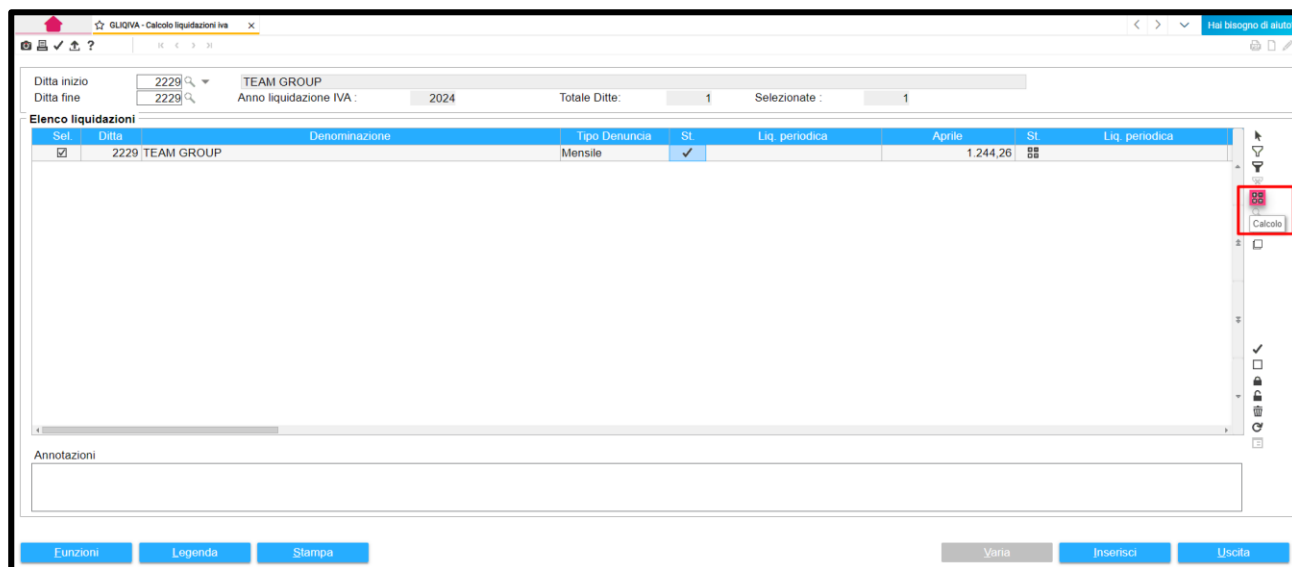 GLIQIVA - Calcolo liquidazioni iva
Hai bisogno di aiuto
Ditta inizio 2229 TEAM GROUP
Ditta fine 2229 Anno liquidazione IVA : 2024 Totale Ditte: 1 Selezionate : 1
Elenco liquidazioni
Sel. Ditta Denominazione Tipo Denuncia St. Liq. periodica Aprile St. Liq. periodica
2229 TEAM GROUP Mensile 1.244,26
Calcolo
Annotazioni
Funzioni Legenda Stampa Varia Inserisci Uscita